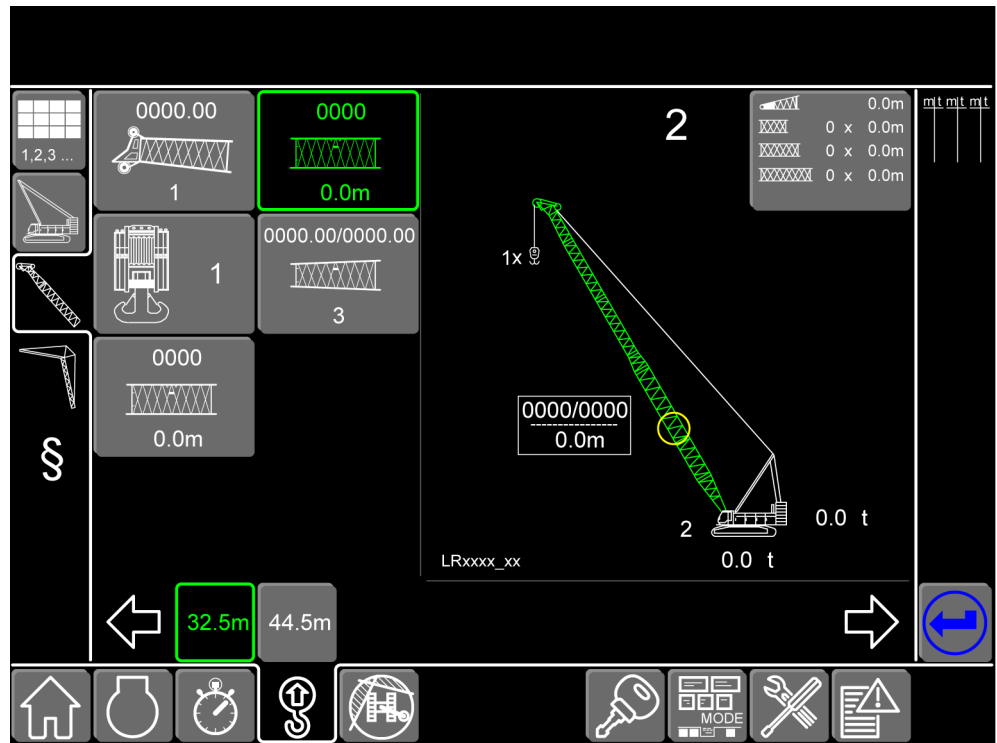 1,2,3 ...
0000.00
1
0000
0.0m
1
0000.00/0000.00
3
0000
0.0m
§
2
0.0m
0 x 0.0m
0 x 0.0m
0 x 0.0m
m t m t m t
1x
0000/0000
0.0m
2
0.0 t
0.0 t
LRxxxx_xx
32.5m
44.5m
MODE